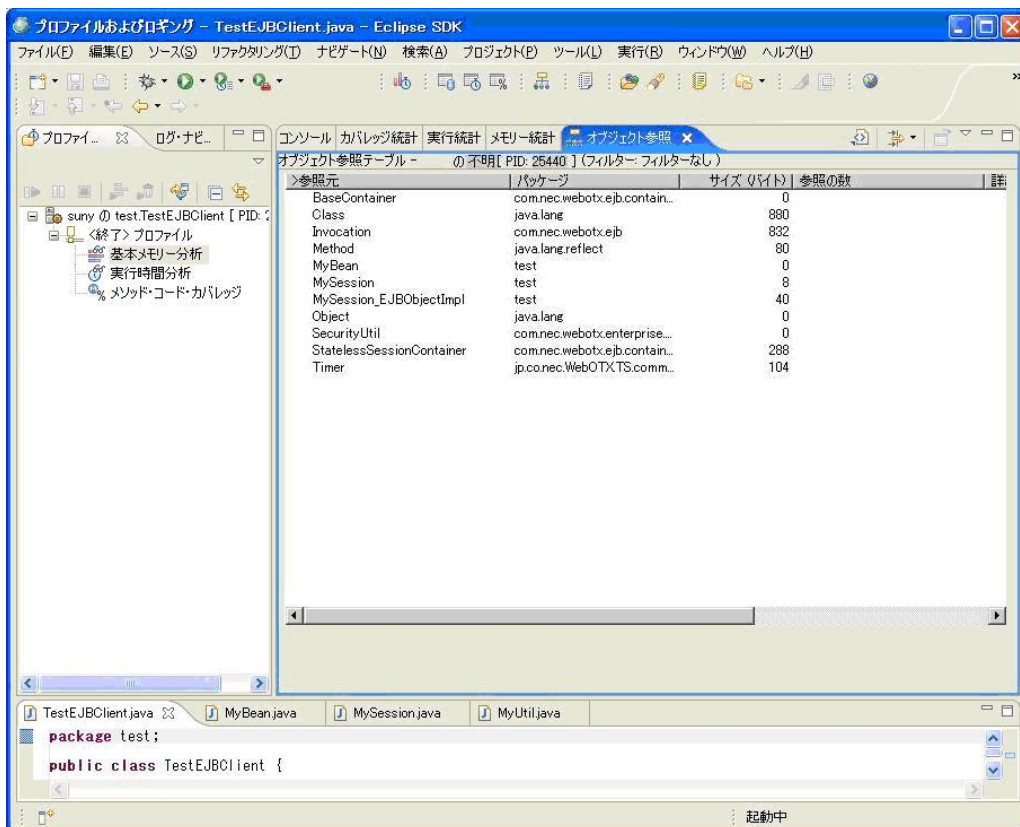 プロファイルおよびロギング - TestEJBClient.java - Eclipse SDK
ファイル(F) 編集(E) ソース(S) リファクタリング(T) ナビゲート(N) 検索(A) プロジェクト(P) ツール(L) 実行(R) ウィンドウ(W) ヘルプ(H)
プロファイ... ログ・ナビ...
コンソール カバレッジ統計 実行統計 メモリー統計 オブジェクト参照
オブジェクト参照テーブル - の 不明[ PID: 25440 ] (フィルター: フィルターなし )
suny の test.TestEJBClient [ PID: 2
<終了> プロファイル
基本メモリー分析
実行時間分析
メソッド・コード・カバレッジ
>参照元 パッケージ サイズ (バイト) 参照の数 詳
BaseContainer com.nec.webotx.ejb.contain... 0
Class java.lang 880
Invocation com.nec.webotx.ejb 832
Method java.lang.reflect 80
MyBean test 0
MySession test 8
MySession_EJBObjectImpl test 40
Object java.lang 0
SecurityUtil com.nec.webotx.enterprise.... 0
StatelessSessionContainer com.nec.webotx.ejb.contain... 288
Timer jp.co.nec.WebOTX.TS.comm... 104
TestEJBClient.java MyBean.java MySession.java MyUtil.java
package test;
public class TestEJBClient {
起動中